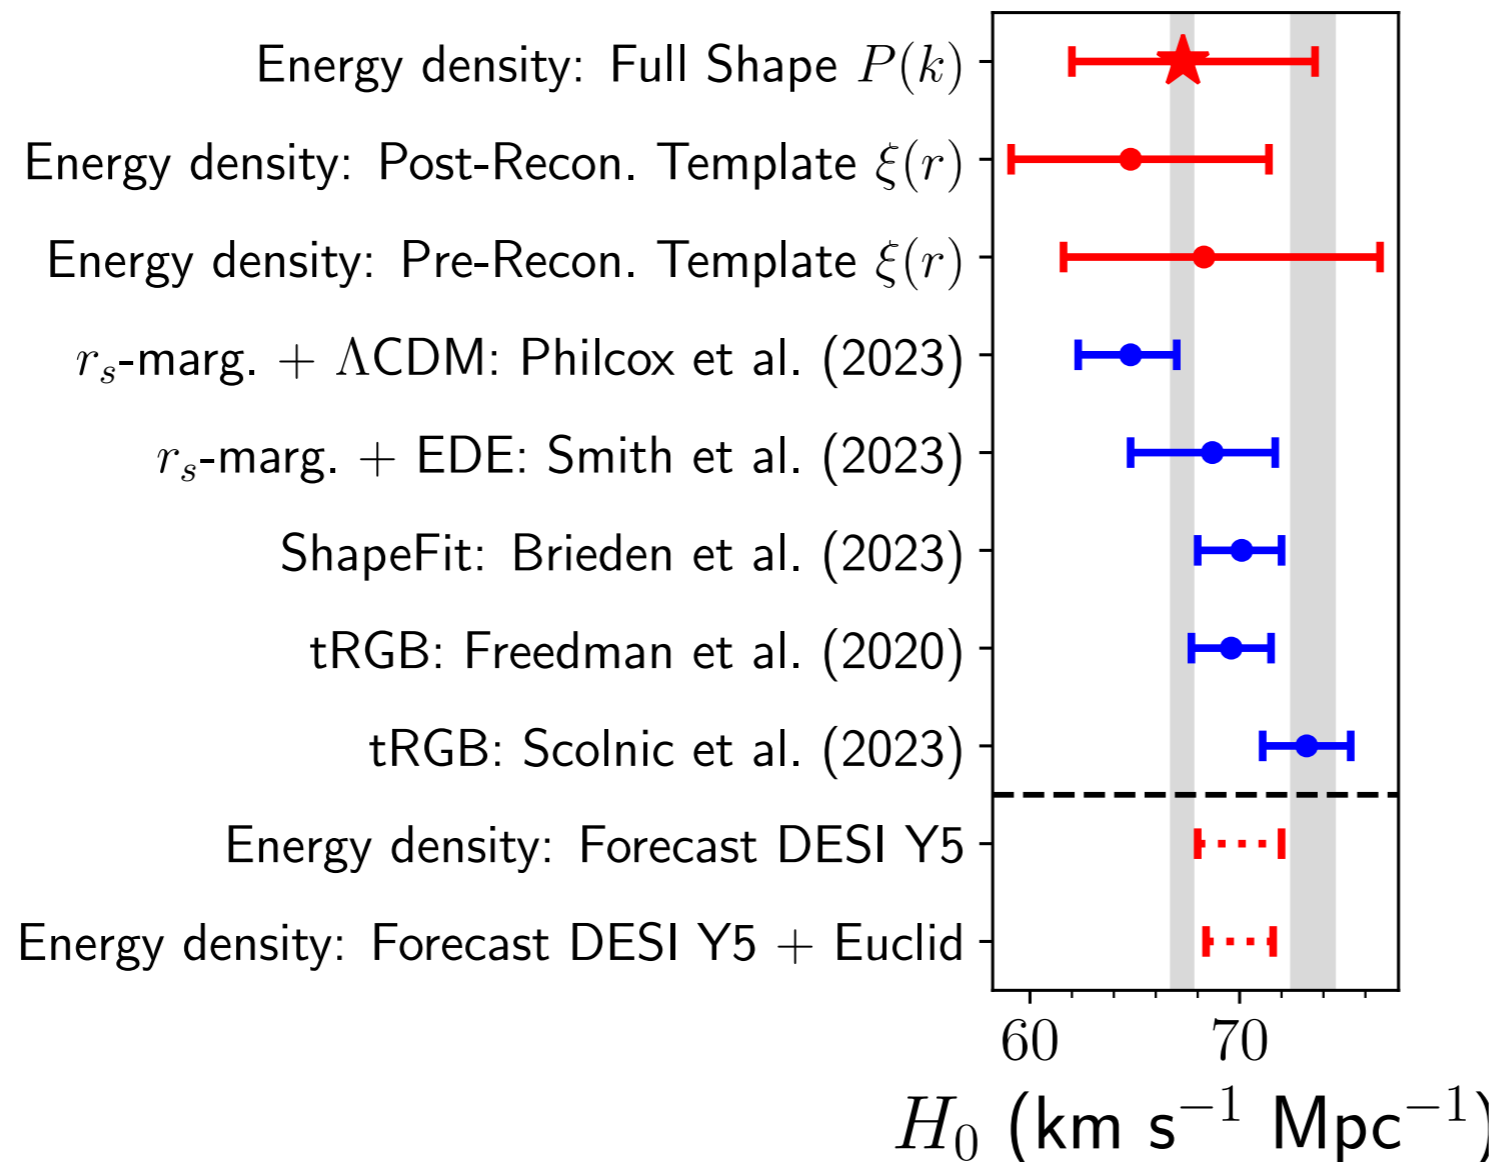 Energy density: Full Shape P(k)
Energy density: Post-Recon. Template ξ(r)
Energy density: Pre-Recon. Template ξ(r)
r_s-marg. + ΛCDM: Philcox et al. (2023)
r_s-marg. + EDE: Smith et al. (2023)
ShapeFit: Brieden et al. (2023)
tRGB: Freedman et al. (2020)
tRGB: Scolnic et al. (2023)
Energy density: Forecast DESI Y5
Energy density: Forecast DESI Y5 + Euclid
60 70
H_0 (km s^{-1} Mpc^{-1})